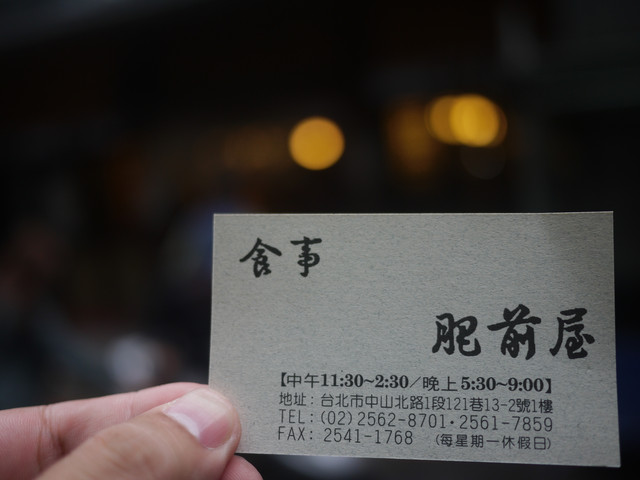 食事
肥前屋
【中午11:30~2:30/晚上5:30~9:00】
地址:台北市中山北路1段121巷13-2號1樓
TEL:(02)2562-8701·2561-7859
FAX: 2541-1768 (每星期一休假日)